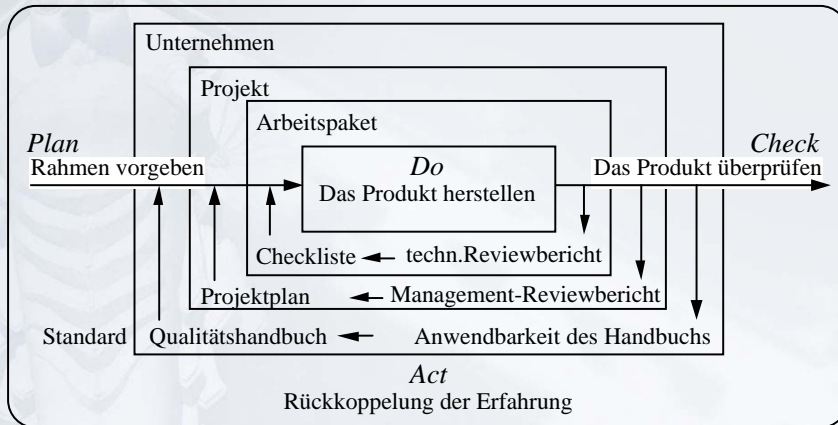 Unternehmen
Projekt
Arbeitspaket
Plan
Rahmen vorgeben
Do
Das Produkt herstellen
Check
Das Produkt überprüfen
Checkliste techn.Reviewbericht
Projektplan Management-Reviewbericht
Standard Qualitätshandbuch Anwendbarkeit des Handbuchs
Act
Rückkoppelung der Erfahrung